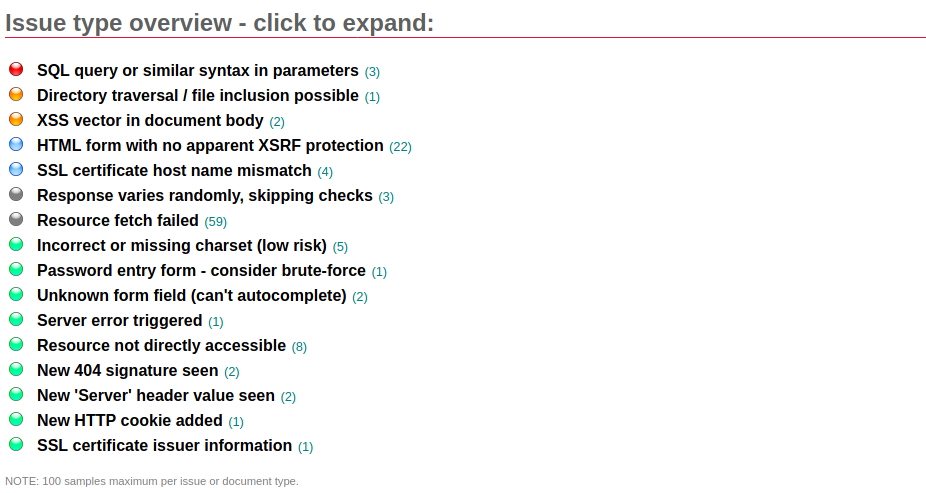 Issue type overview - click to expand:
SQL query or similar syntax in parameters (3)
Directory traversal / file inclusion possible (1)
XSS vector in document body (2)
HTML form with no apparent XSRF protection (22)
SSL certificate host name mismatch (4)
Response varies randomly, skipping checks (3)
Resource fetch failed (59)
Incorrect or missing charset (low risk) (5)
Password entry form - consider brute-force (1)
Unknown form field (can't autocomplete) (2)
Server error triggered (1)
Resource not directly accessible (8)
New 404 signature seen (2)
New 'Server' header value seen (2)
New HTTP cookie added (1)
SSL certificate issuer information (1)
NOTE: 100 samples maximum per issue or document type.